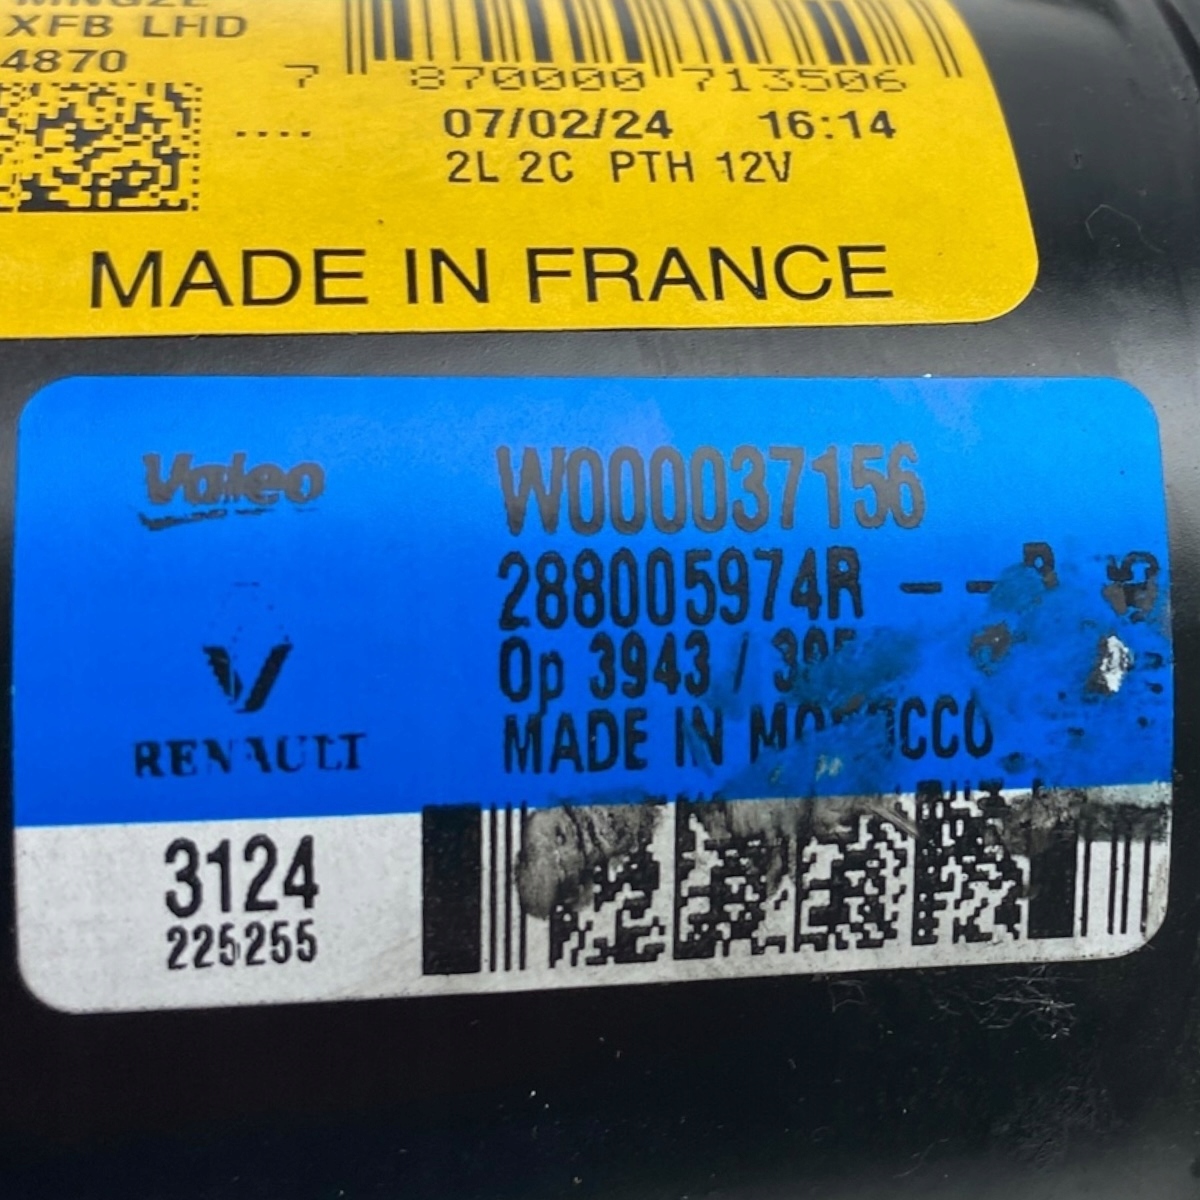 XFB LHD
4870
7 870000 713506
07/02/24 16:14
2L 2C PTH 12V
MADE IN FRANCE
Valeo
W000037156
288005974R - -
Op 3943 /
MADE IN MOROCCO
RENAULT
3124
225255